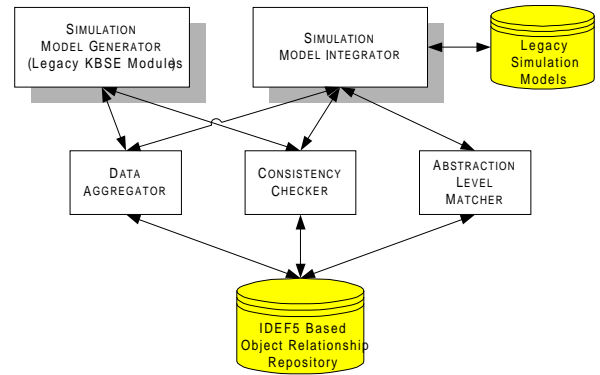 SIMULATION
MODEL GENERATOR
(Legacy KBSE Modules)
SIMULATION
MODEL INTEGRATOR
Legacy
Simulation
Models
DATA
AGGREGATOR
CONSISTENCY
CHECKER
ABSTRACTION
LEVEL
MATCHER
IDEF5 Based
Object Relationship
Repository